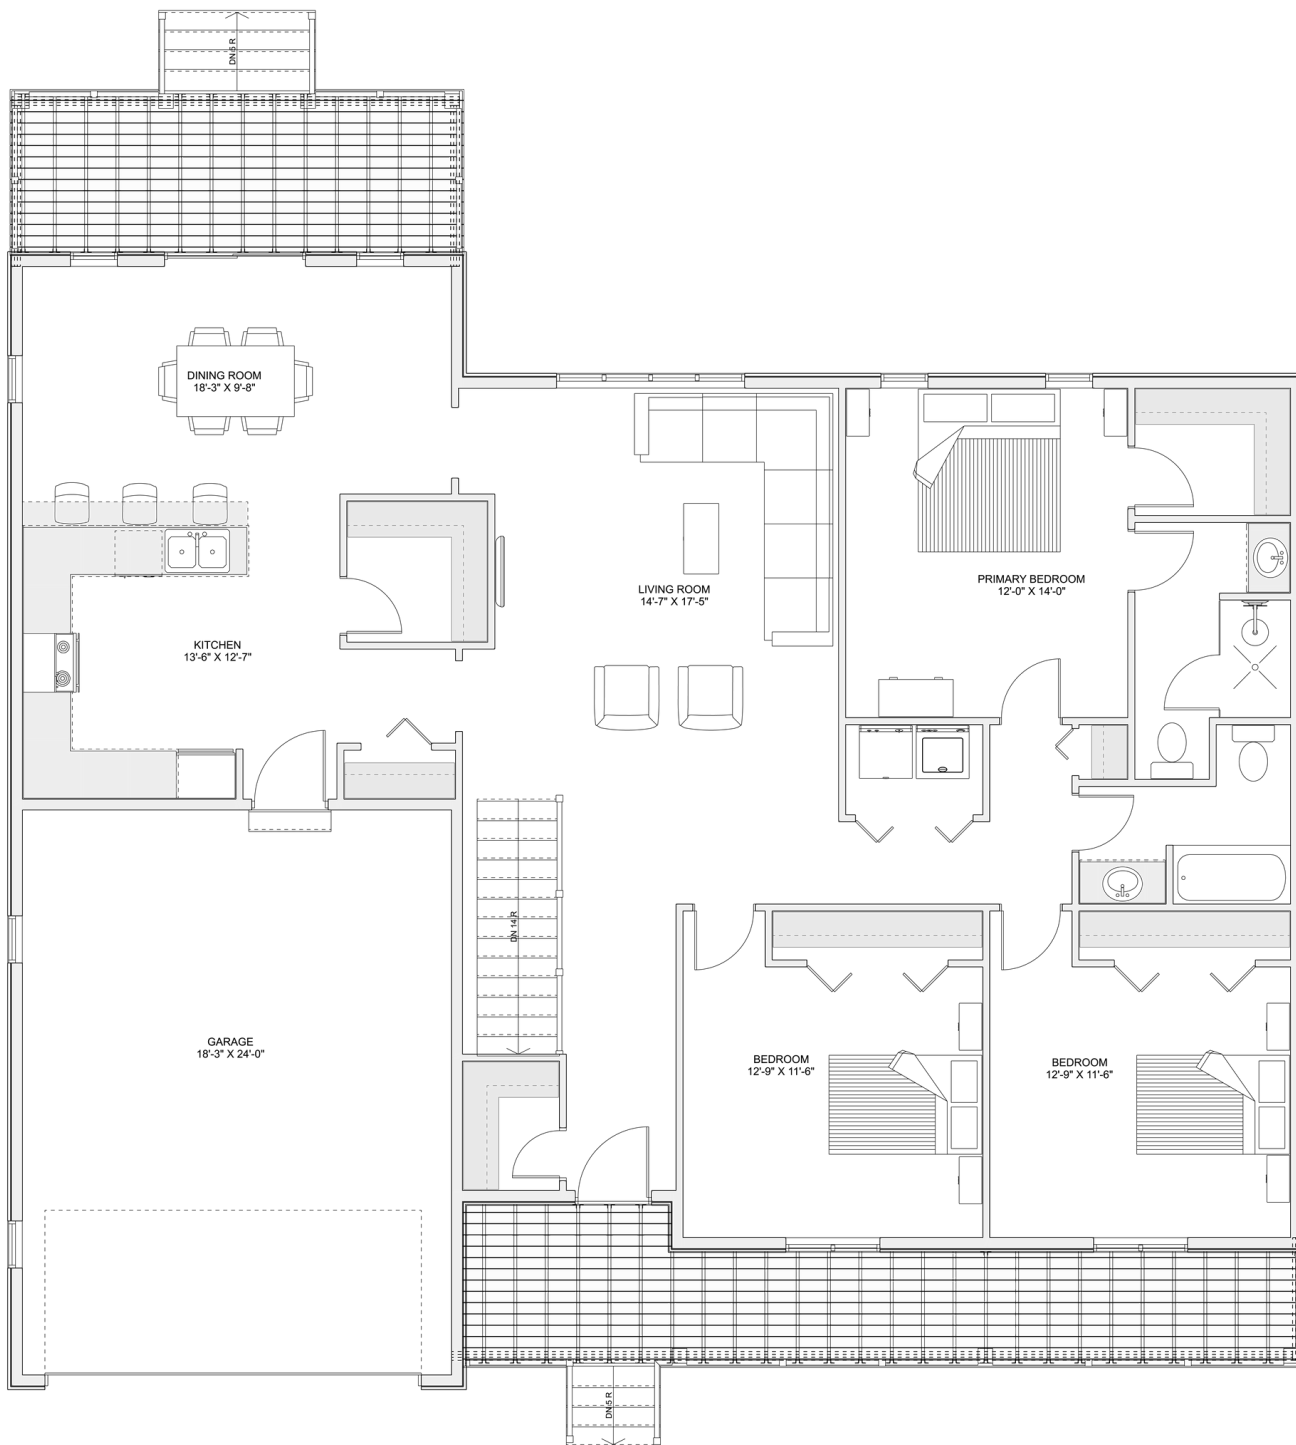 DN 5 R
DINING ROOM
18'-3" X 9'-8"
PRIMARY BEDROOM
12'-0" X 14'-0"
LIVING ROOM
14'-7" X 17'-5"
KITCHEN
13'-6" X 12'-7"
DN 14 R
GARAGE
18'-3" X 24'-0"
BEDROOM
12'-9" X 11'-6"
BEDROOM
12'-9" X 11'-6"
DN 5 R